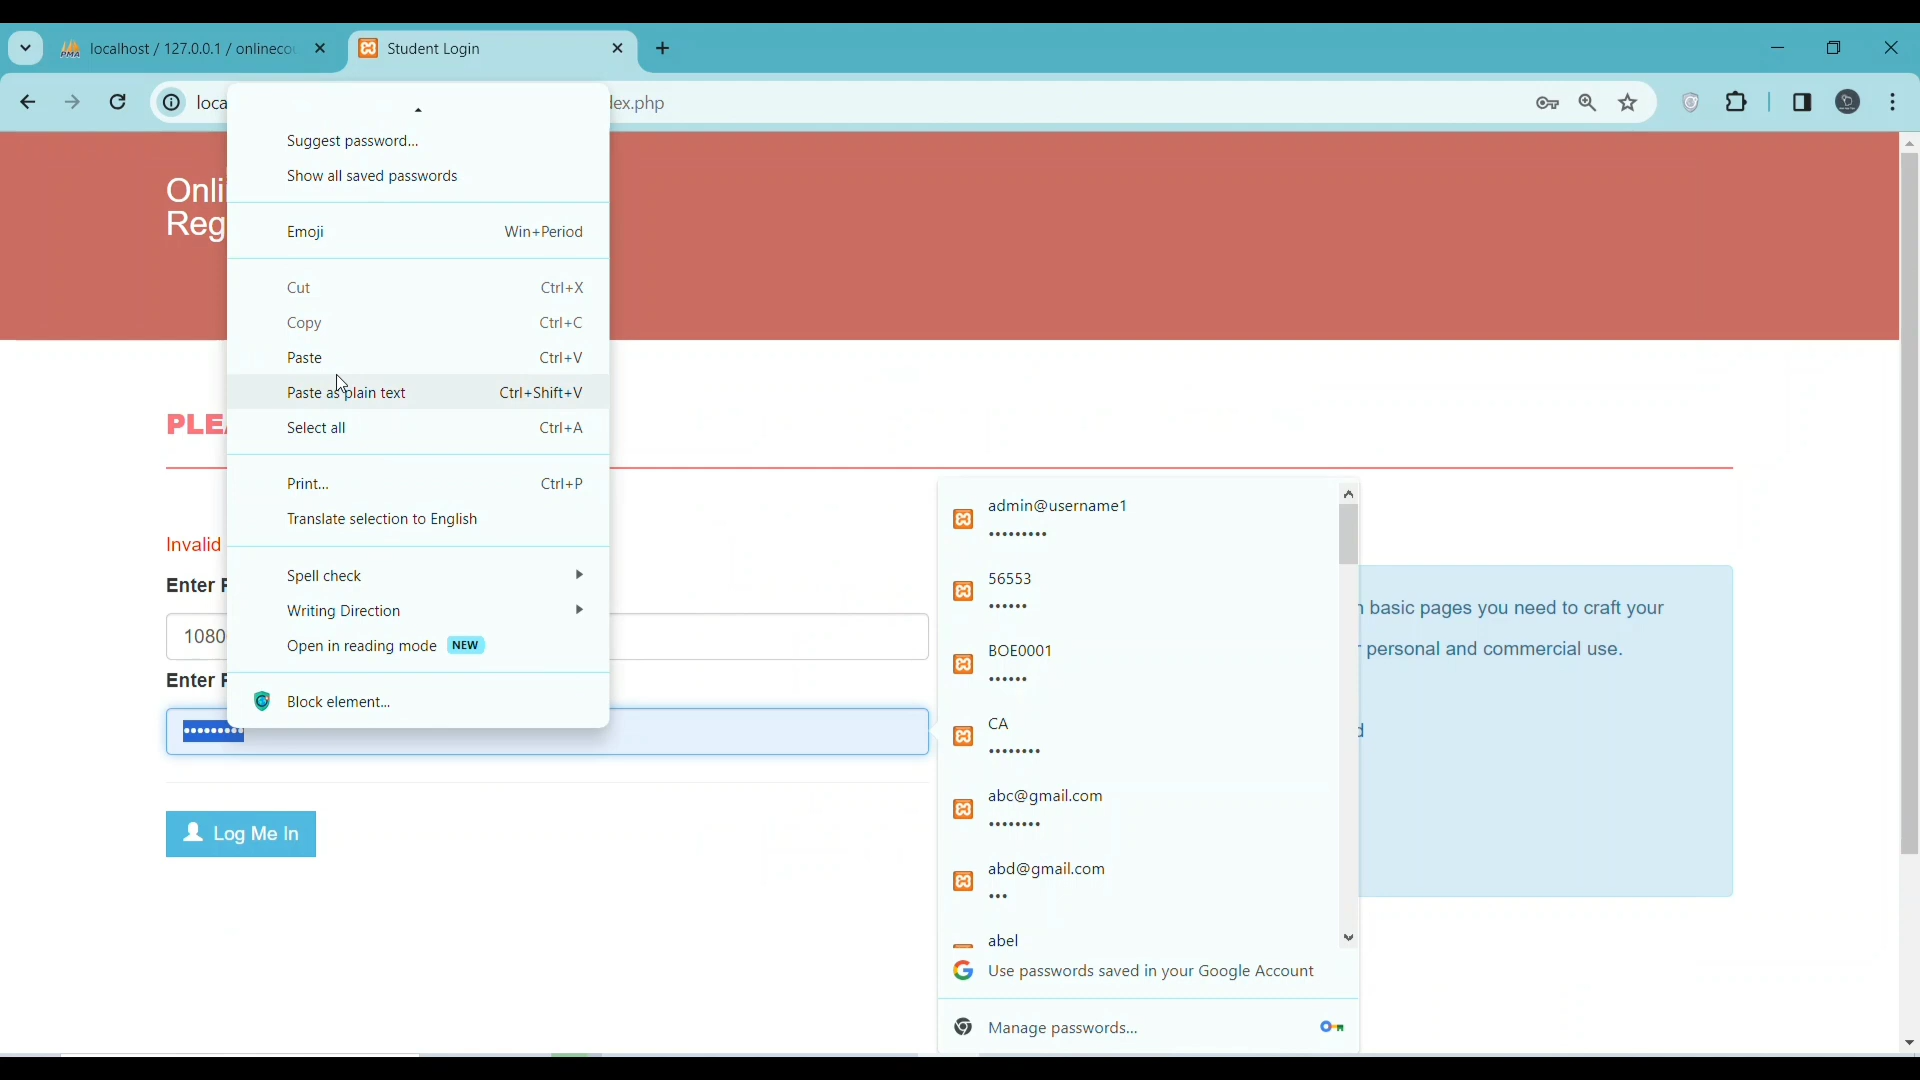 localhost / 127.0.0.1 / onlinecou
Student Login
loca
dex.php
Onli
Reg
Suggest password...
Show all saved passwords
Emoji Win+Period
Cut Ctrl+X
Copy Ctrl+C
Paste Ctrl+V
Paste as plain text Ctrl+Shift+V
Select all Ctrl+A
Print... Ctrl+P
Translate selection to English
Spell check
Writing Direction
Open in reading mode NEW
Block element...
PLEA
Invalid
Enter R
1080
Enter P
•••••••••
Log Me In
admin@username1
•••••••••
56553
••••••
BOE0001
••••••
CA
••••••••
abc@gmail.com
••••••••
abd@gmail.com
•••
abel
Use passwords saved in your Google Account
Manage passwords...
basic pages you need to craft your
personal and commercial use.
d